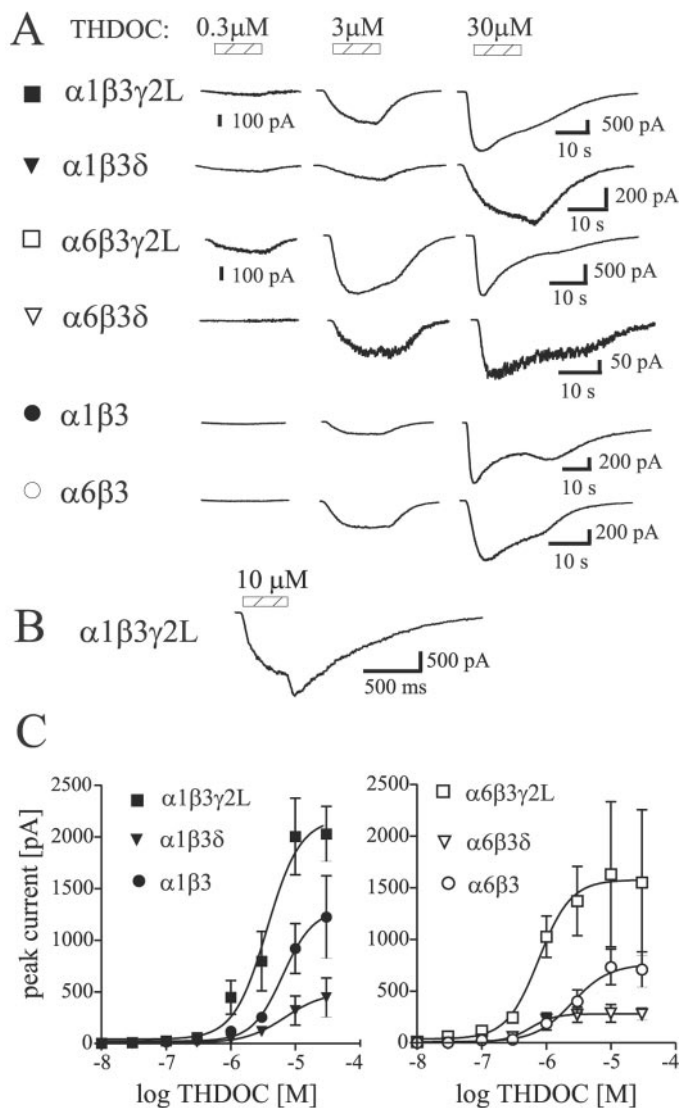 A
THDOC: 0.3μM 3μM 30μM
■ α1β3γ2L
100 pA
500 pA
10 s
▼ α1β3δ
200 pA
10 s
□ α6β3γ2L
100 pA
500 pA
10 s
▽ α6β3δ
50 pA
10 s
● α1β3
200 pA
10 s
○ α6β3
200 pA
10 s
10 μM
B α1β3γ2L
500 pA
500 ms
C
2500
2000
1500
1000
500
0
peak current [pA]
■ α1β3γ2L
▼ α1β3δ
● α1β3
-8 -7 -6 -5 -4
log THDOC [M]
2500
2000
1500
1000
500
0
□ α6β3γ2L
▽ α6β3δ
○ α6β3
-8 -7 -6 -5 -4
log THDOC [M]